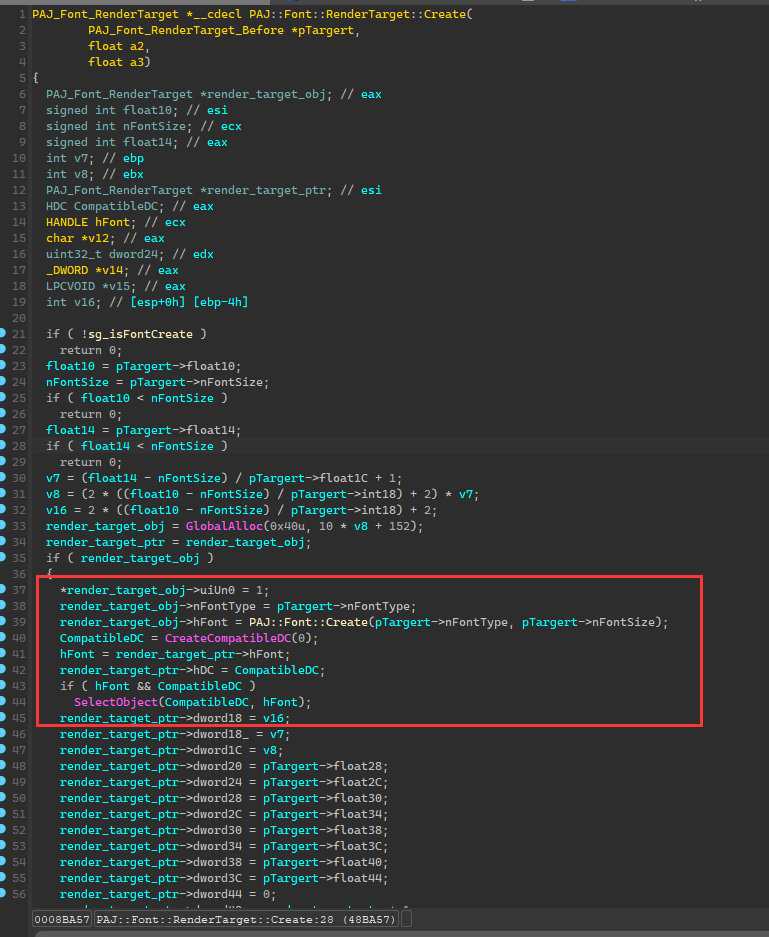 1 PAJ_Font_RenderTarget *__cdecl PAJ::Font::RenderTarget::Create(
2 PAJ_Font_RenderTarget_Before *pTargert,
3 float a2,
4 float a3)
5 {
6 PAJ_Font_RenderTarget *render_target_obj; // eax
7 signed int float10; // esi
8 signed int nFontSize; // ecx
9 signed int float14; // eax
10 int v7; // ebp
11 int v8; // ebx
12 PAJ_Font_RenderTarget *render_target_ptr; // esi
13 HDC CompatibleDC; // eax
14 HANDLE hFont; // ecx
15 char *v12; // eax
16 uint32_t dword24; // edx
17 _DWORD *v14; // eax
18 LPCVOID *v15; // eax
19 int v16; // [esp+0h] [ebp-4h]
20
21 if ( !sg_isFontCreate )
22 return 0;
23 float10 = pTargert->float10;
24 nFontSize = pTargert->nFontSize;
25 if ( float10 < nFontSize )
26 return 0;
27 float14 = pTargert->float14;
28 if ( float14 < nFontSize )
29 return 0;
30 v7 = (float14 - nFontSize) / pTargert->float1C + 1;
31 v8 = (2 * ((float10 - nFontSize) / pTargert->int18) + 2) * v7;
32 v16 = 2 * ((float10 - nFontSize) / pTargert->int18) + 2;
33 render_target_obj = GlobalAlloc(0x40u, 10 * v8 + 152);
34 render_target_ptr = render_target_obj;
35 if ( render_target_obj )
36 {
37 *render_target_obj->uiUn0 = 1;
38 render_target_obj->nFontType = pTargert->nFontType;
39 render_target_obj->hFont = PAJ::Font::Create(pTargert->nFontType, pTargert->nFontSize);
40 CompatibleDC = CreateCompatibleDC(0);
41 hFont = render_target_ptr->hFont;
42 render_target_ptr->hDC = CompatibleDC;
43 if ( hFont && CompatibleDC )
44 SelectObject(CompatibleDC, hFont);
45 render_target_ptr->dword18 = v16;
46 render_target_ptr->dword18_ = v7;
47 render_target_ptr->dword1C = v8;
48 render_target_ptr->dword20 = pTargert->float28;
49 render_target_ptr->dword24 = pTargert->float2C;
50 render_target_ptr->dword28 = pTargert->float30;
51 render_target_ptr->dword2C = pTargert->float34;
52 render_target_ptr->dword30 = pTargert->float38;
53 render_target_ptr->dword34 = pTargert->float3C;
54 render_target_ptr->dword38 = pTargert->float40;
55 render_target_ptr->dword3C = pTargert->float44;
56 render_target_ptr->dword44 = 0;
0008BA57 PAJ::Font::RenderTarget::Create:28 (48BA57)